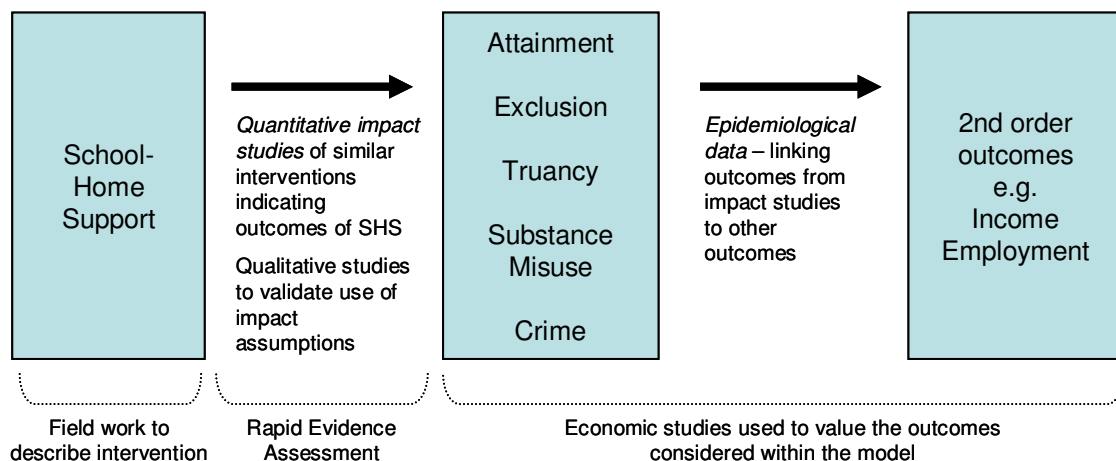 School-
Home
Support
Quantitative impact
studies of similar
interventions
indicating
outcomes of SHS
Qualitative studies
to validate use of
impact
assumptions
Attainment
Exclusion
Truancy
Substance
Misuse
Crime
Epidemiological
data – linking
outcomes from
impact studies
to other
outcomes
2nd order
outcomes
e.g.
Income
Employment
Field work to
describe intervention
Rapid Evidence
Assessment
Economic studies used to value the outcomes
considered within the model